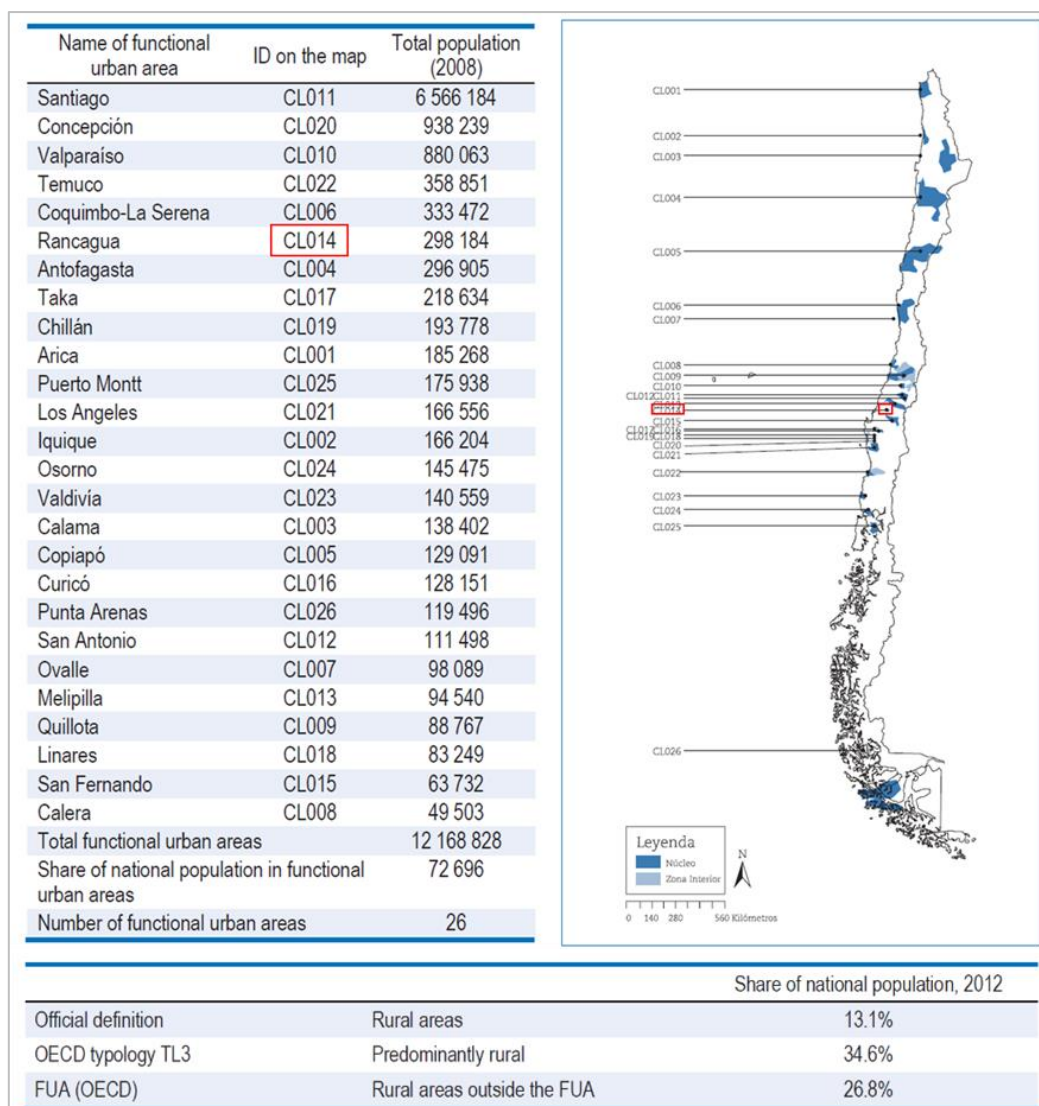 Name of functional urban area ID on the map Total population (2008)
Santiago CL011 6 566 184
Concepción CL020 938 239
Valparaíso CL010 880 063
Temuco CL022 358 851
Coquimbo-La Serena CL006 333 472
Rancagua CL014 298 184
Antofagasta CL004 296 905
Taka CL017 218 634
Chillán CL019 193 778
Arica CL001 185 268
Puerto Montt CL025 175 938
Los Angeles CL021 166 556
Iquique CL002 166 204
Osorno CL024 145 475
Valdivía CL023 140 559
Calama CL003 138 402
Copiapó CL005 129 091
Curicó CL016 128 151
Punta Arenas CL026 119 496
San Antonio CL012 111 498
Ovalle CL007 98 089
Melipilla CL013 94 540
Quillota CL009 88 767
Linares CL018 83 249
San Fernando CL015 63 732
Calera CL008 49 503
Total functional urban areas 12 168 828
Share of national population in functional urban areas 72 696
Number of functional urban areas 26
CL001
CL002
CL003
CL004
CL005
CL006
CL007
CL008
CL009
CL010
CL012 CL011
CL015
CL017 CL016
CL019 CL018
CL020
CL021
CL022
CL023
CL024
CL025
CL026
Leyenda
Núcleo
Zona Interior
N
0 140 280 560 Kilómetros
Share of national population, 2012
Official definition Rural areas 13.1%
OECD typology TL3 Predominantly rural 34.6%
FUA (OECD) Rural areas outside the FUA 26.8%